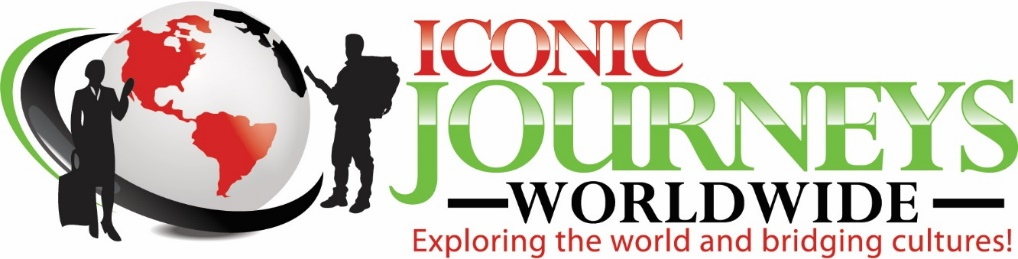 ICONIC
JOURNEYS
WORLDWIDE
Exploring the world and bridging cultures!